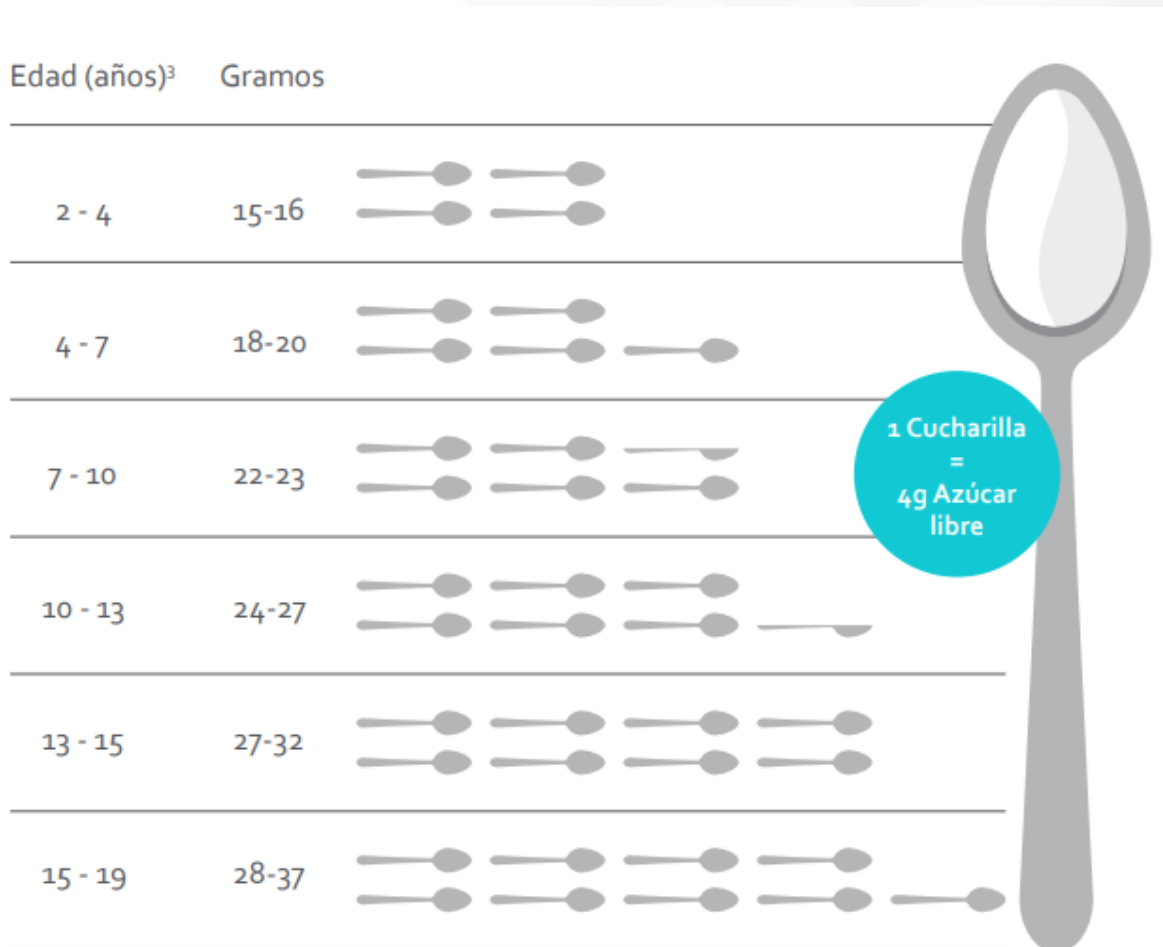 Edad (años)³ Gramos
2 - 4 15-16
4 - 7 18-20
7 - 10 22-23
1 Cucharilla
=
4g Azúcar
libre
10 - 13 24-27
13 - 15 27-32
15 - 19 28-37